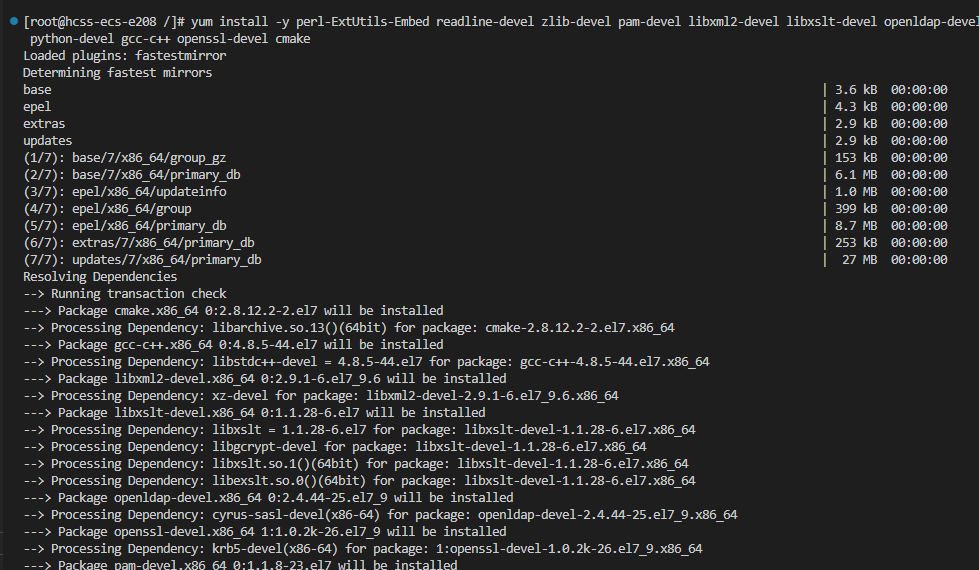 [root@hcss-ecs-e208 /]# yum install -y perl-ExtUtils-Embed readline-devel zlib-devel pam-devel libxml2-devel libxslt-devel openldap-devel
python-devel gcc-c++ openssl-devel cmake
Loaded plugins: fastestmirror
Determining fastest mirrors
base | 3.6 kB 00:00:00
epel | 4.3 kB 00:00:00
extras | 2.9 kB 00:00:00
updates | 2.9 kB 00:00:00
(1/7): base/7/x86_64/group_gz | 153 kB 00:00:00
(2/7): base/7/x86_64/primary_db | 6.1 MB 00:00:00
(3/7): epel/x86_64/updateinfo | 1.0 MB 00:00:00
(4/7): epel/x86_64/group | 399 kB 00:00:00
(5/7): epel/x86_64/primary_db | 8.7 MB 00:00:00
(6/7): extras/7/x86_64/primary_db | 253 kB 00:00:00
(7/7): updates/7/x86_64/primary_db | 27 MB 00:00:00
Resolving Dependencies
--> Running transaction check
---> Package cmake.x86_64 0:2.8.12.2-2.el7 will be installed
--> Processing Dependency: libarchive.so.13()(64bit) for package: cmake-2.8.12.2-2.el7.x86_64
---> Package gcc-c++.x86_64 0:4.8.5-44.el7 will be installed
--> Processing Dependency: libstdc++-devel = 4.8.5-44.el7 for package: gcc-c++-4.8.5-44.el7.x86_64
---> Package libxml2-devel.x86_64 0:2.9.1-6.el7_9.6 will be installed
--> Processing Dependency: xz-devel for package: libxml2-devel-2.9.1-6.el7_9.6.x86_64
---> Package libxslt-devel.x86_64 0:1.1.28-6.el7 will be installed
--> Processing Dependency: libxslt = 1.1.28-6.el7 for package: libxslt-devel-1.1.28-6.el7.x86_64
--> Processing Dependency: libgcrypt-devel for package: libxslt-devel-1.1.28-6.el7.x86_64
--> Processing Dependency: libxslt.so.1()(64bit) for package: libxslt-devel-1.1.28-6.el7.x86_64
--> Processing Dependency: libexslt.so.0()(64bit) for package: libxslt-devel-1.1.28-6.el7.x86_64
---> Package openldap-devel.x86_64 0:2.4.44-25.el7_9 will be installed
--> Processing Dependency: cyrus-sasl-devel(x86-64) for package: openldap-devel-2.4.44-25.el7_9.x86_64
---> Package openssl-devel.x86_64 1:1.0.2k-26.el7_9 will be installed
--> Processing Dependency: krb5-devel(x86-64) for package: 1:openssl-devel-1.0.2k-26.el7_9.x86_64
---> Package pam-devel.x86_64 0:1.1.8-23.el7 will be installed